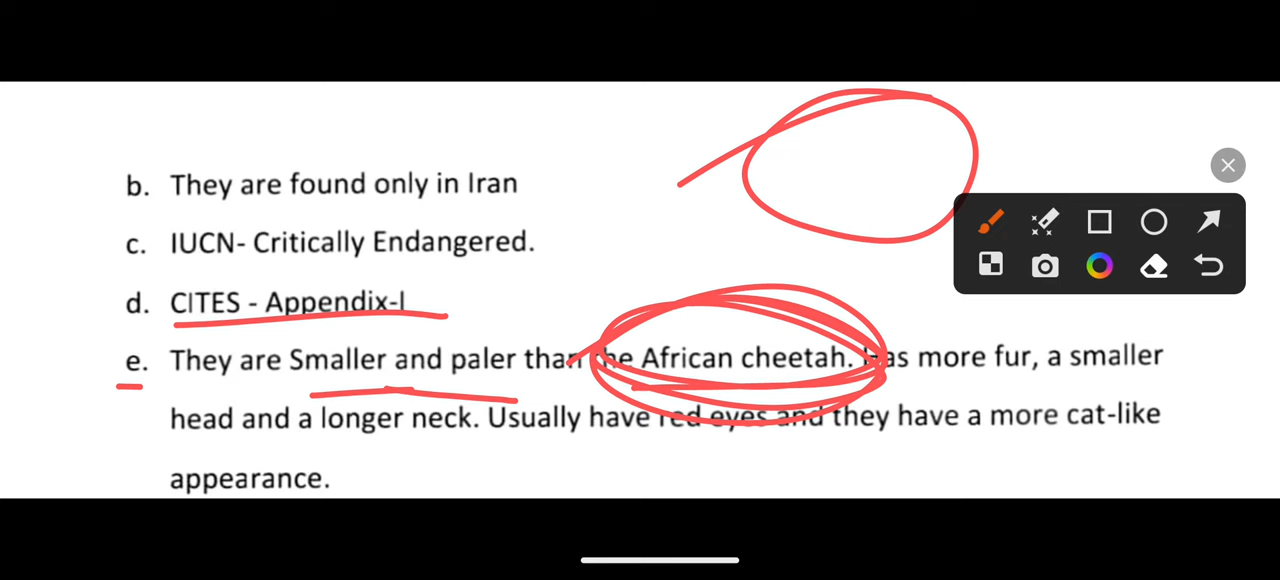 b. They are found only in Iran
c. IUCN- Critically Endangered.
d. CITES - Appendix-I
e. They are Smaller and paler than the African cheetah. Has more fur, a smaller
head and a longer neck. Usually have red eyes and they have a more cat-like
appearance.